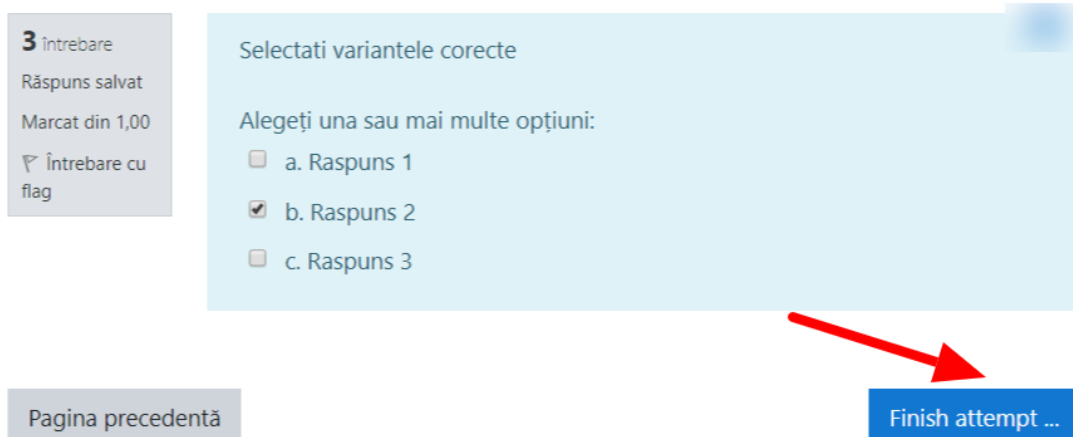 3 întrebare
Răspuns salvat
Marcat din 1,00
Întrebare cu
flag
Selectati variantele corecte
Alegeți una sau mai multe opțiuni:
a. Raspuns 1
b. Raspuns 2
c. Raspuns 3
Pagina precedentă
Finish attempt ...